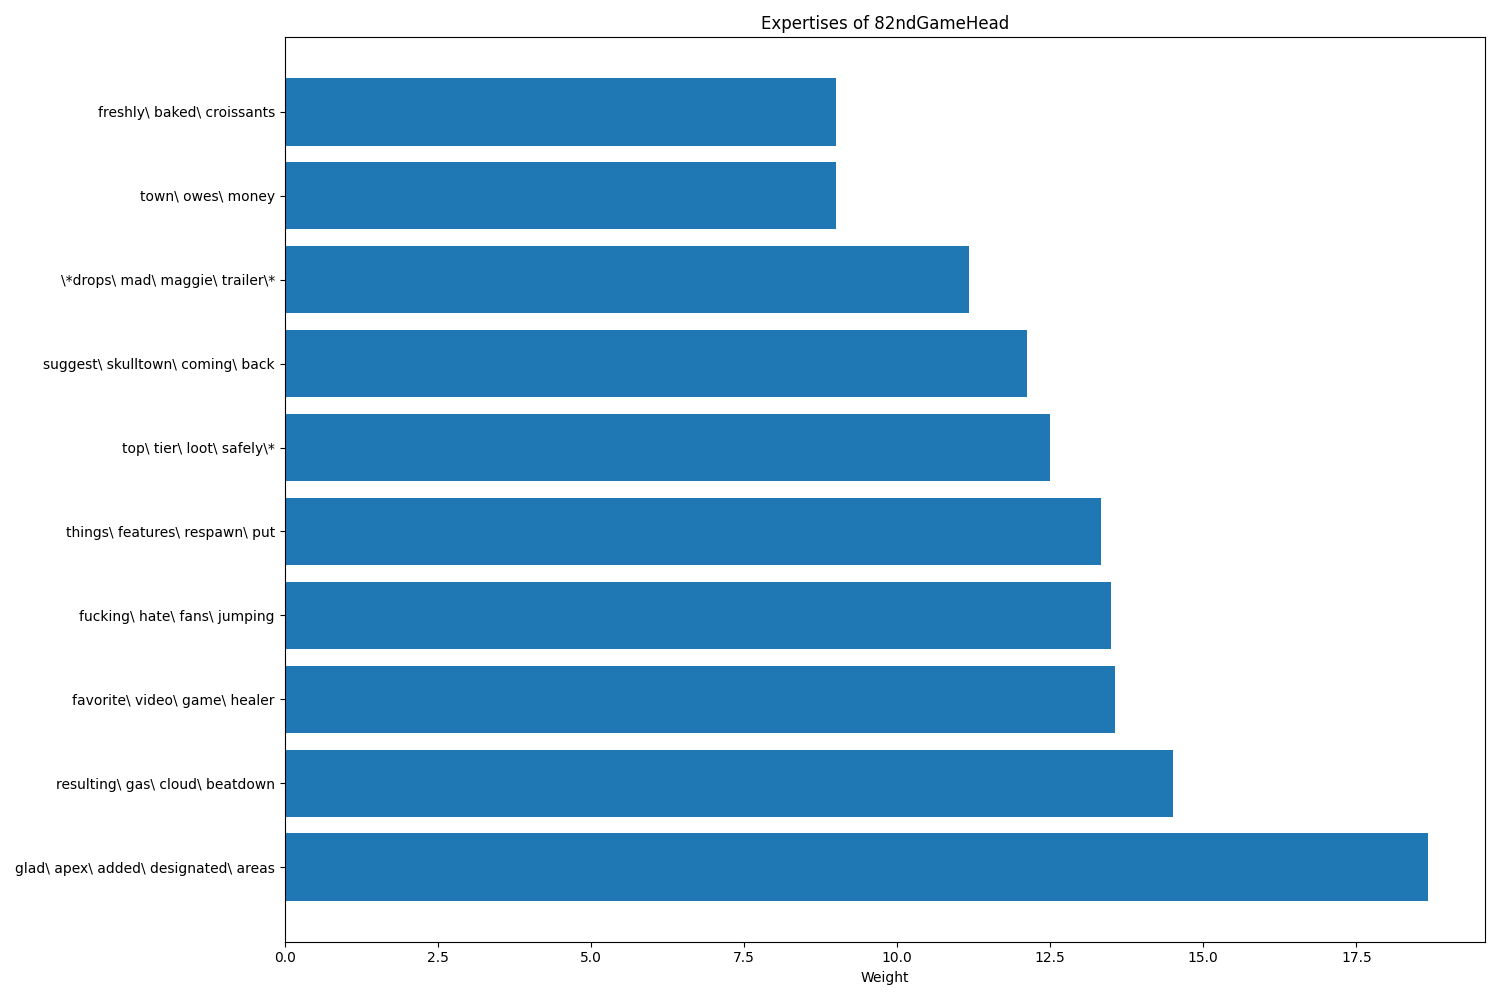 Expertises of 82ndGameHead
freshly\ baked\ croissants
town\ owes\ money
\*drops\ mad\ maggie\ trailer\*
suggest\ skulltown\ coming\ back
top\ tier\ loot\ safely\*
things\ features\ respawn\ put
fucking\ hate\ fans\ jumping
favorite\ video\ game\ healer
resulting\ gas\ cloud\ beatdown
glad\ apex\ added\ designated\ areas
0.0 2.5 5.0 7.5 10.0 12.5 15.0 17.5
Weight